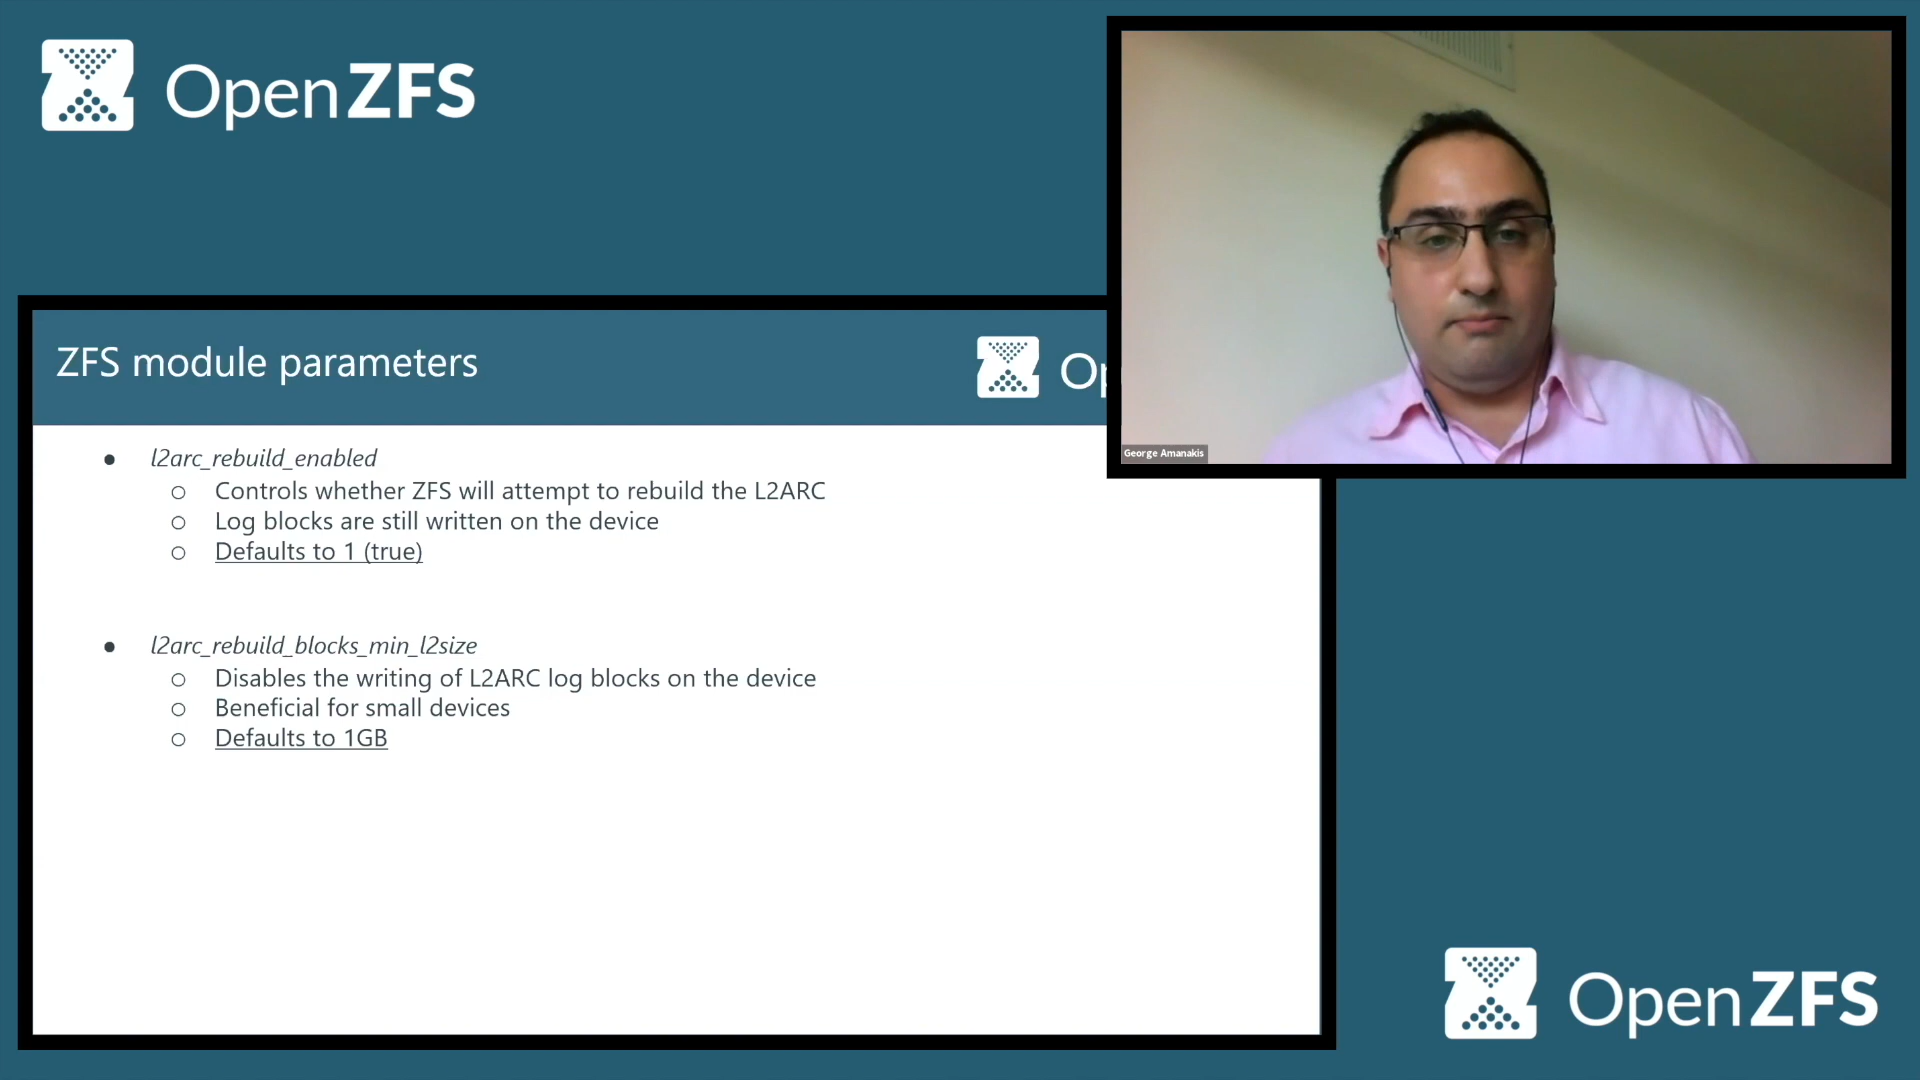 OpenZFS
George Amanakis
ZFS module parameters
Op
• l2arc_rebuild_enabled
○ Controls whether ZFS will attempt to rebuild the L2ARC
○ Log blocks are still written on the device
○ Defaults to 1 (true)
• l2arc_rebuild_blocks_min_l2size
○ Disables the writing of L2ARC log blocks on the device
○ Beneficial for small devices
○ Defaults to 1GB
OpenZFS